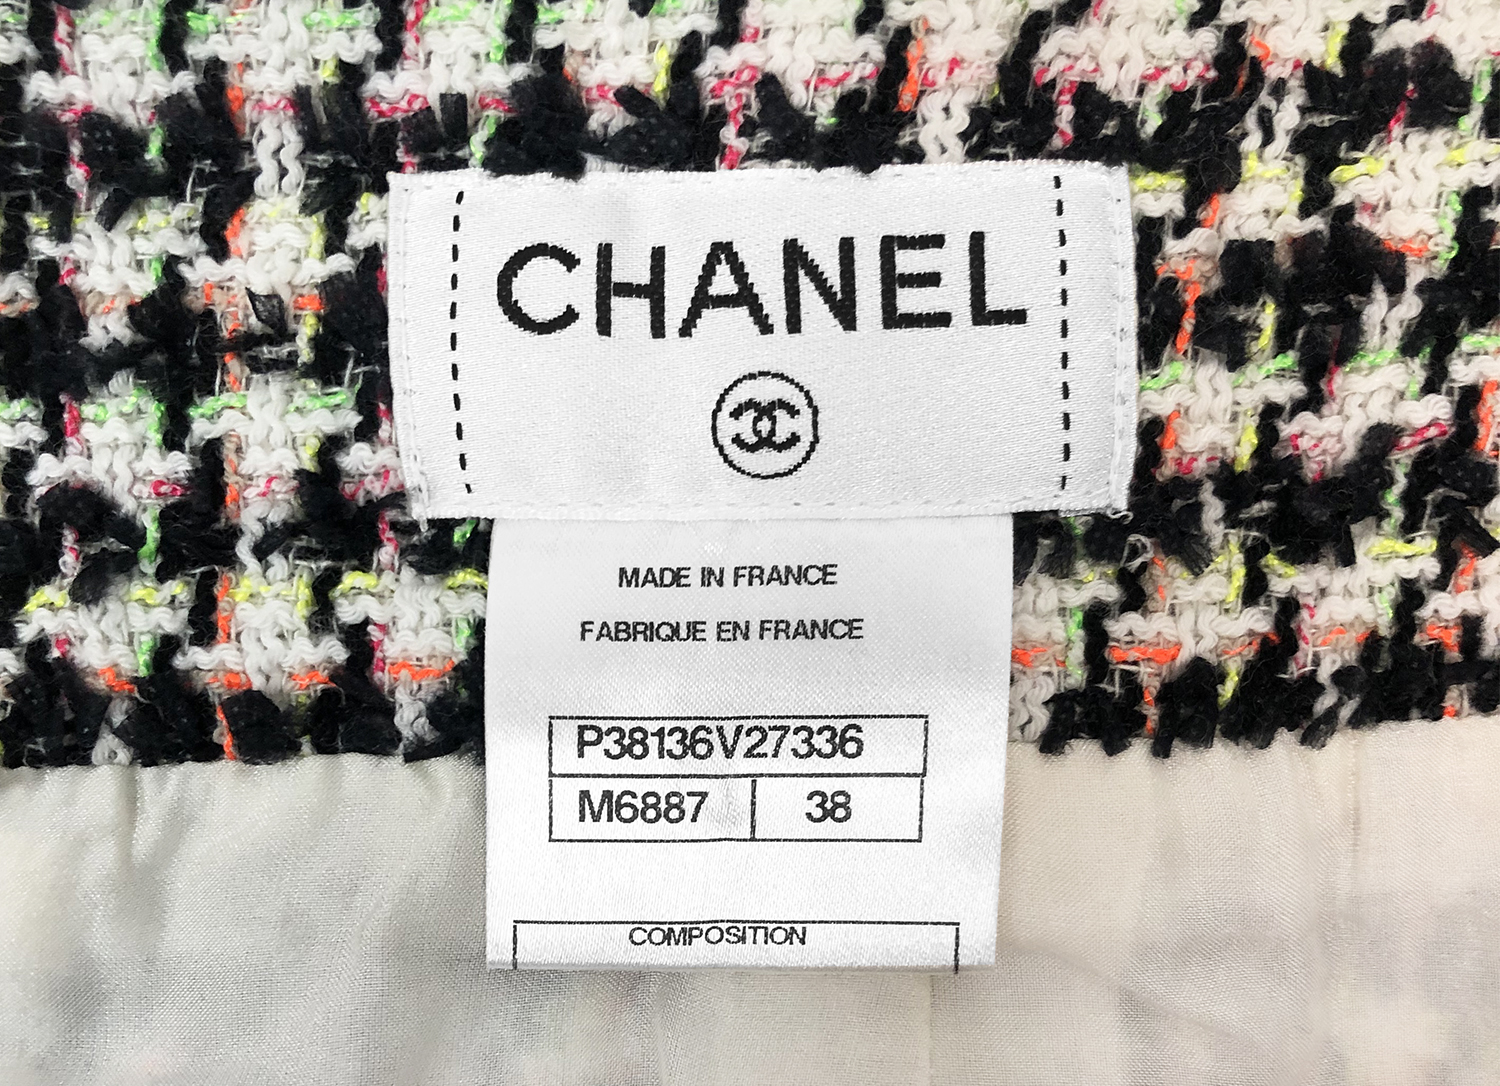 CHANEL
MADE IN FRANCE
FABRIQUE EN FRANCE
P38136V27336
M6887 38
COMPOSITION